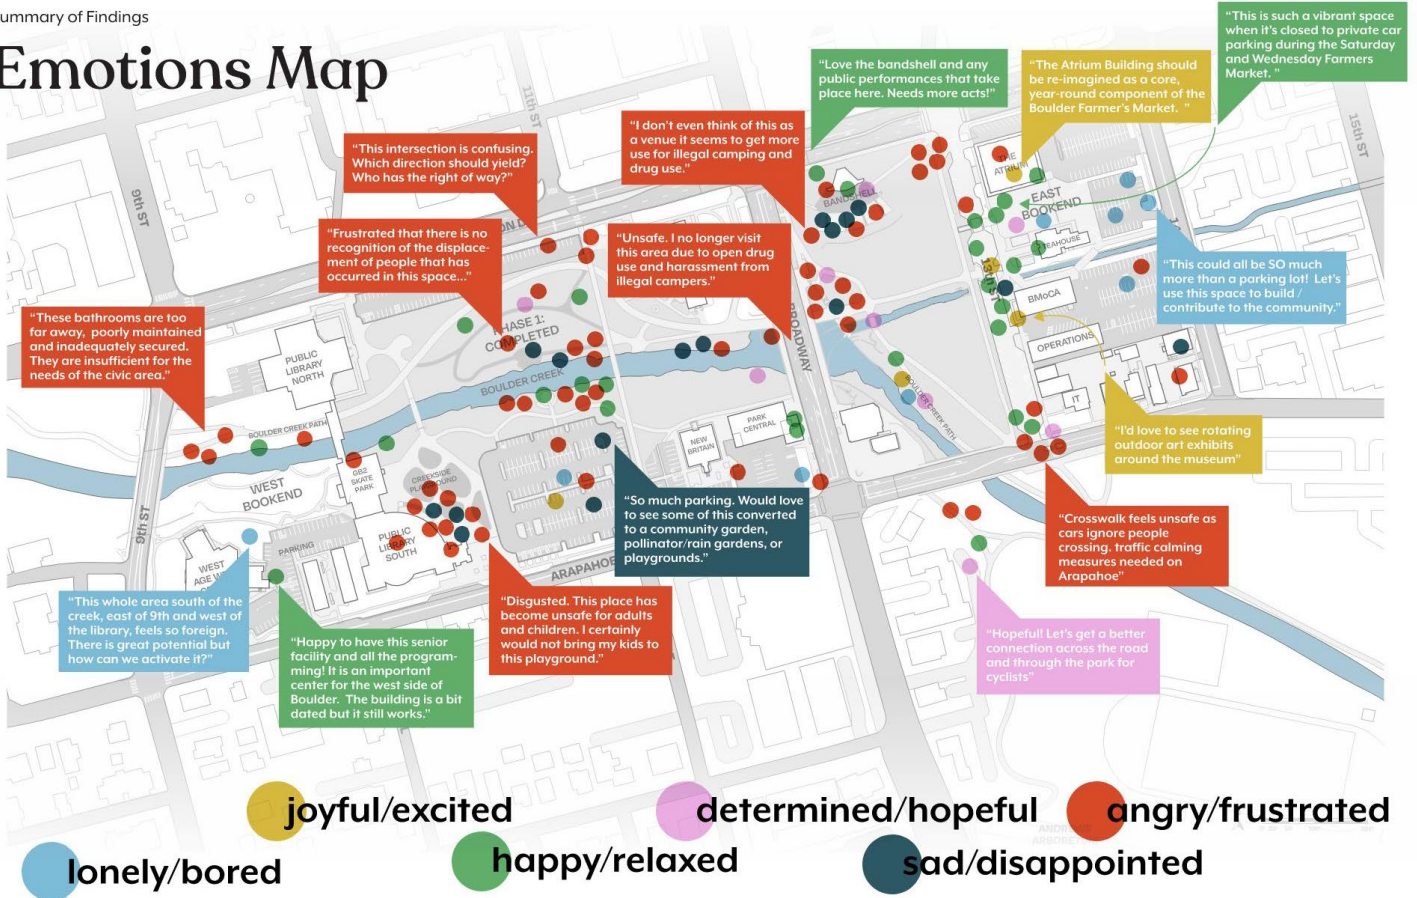 ummary of Findings
Emotions Map
"This is such a vibrant space
when it's closed to private car
parking during the Saturday
and Wednesday Farmers
Market. "
"Love the bandshell and any
public performances that take
place here. Needs more acts!"
"The Atrium Building should
be re-imagined as a core,
year-round component of the
Boulder Farmer's Market. "
"I don't even think of this as
a venue it seems to get more
use for illegal camping and
drug use."
"This intersection is confusing.
Which direction should yield?
Who has the right of way?"
"Frustrated that there is no
recognition of the displace-
ment of people that has
occurred in this space..."
"Unsafe. I no longer visit
this area due to open drug
use and harassment from
illegal campers."
"These bathrooms are too
far away, poorly maintained
and inadequately secured.
They are insufficient for the
needs of the civic area."
"This could all be SO much
more than a parking lot! Let's
use this space to build /
contribute to the community."
"I'd love to see rotating
outdoor art exhibits
around the museum"
"So much parking. Would love
to see some of this converted
to a community garden,
pollinator/rain gardens, or
playgrounds."
"Crosswalk feels unsafe as
cars ignore people
crossing. traffic calming
measures needed on
Arapahoe"
"This whole area south of the
creek, east of 9th and west of
the library, feels so foreign.
There is great potential but
how can we activate it?"
"Happy to have this senior
facility and all the program-
ming! It is an important
center for the west side of
Boulder. The building is a bit
dated but it still works."
"Disgusted. This place has
become unsafe for adults
and children. I certainly
would not bring my kids to
this playground."
"Hopeful! Let's get a better
connection across the road
and through the park for
cyclists"
11th ST
15th ST
9th ST
THE
ATRIUM
EAST
BOOKEND
BANDSHELL
TEAHOUSE
13th ST
BMoCA
OPERATIONS
IT
BROADWAY
PHASE 1:
COMPLETED
PUBLIC
LIBRARY
NORTH
BOULDER CREEK
BOULDER CREEK PATH
BOULDER CREEK PATH
PARK
CENTRAL
NEW
BRITAIN
WEST
BOOKEND
GB2
SKATE
PARK
CREEKSIDE
PLAYGROUND
9th ST
PARKING
PUBLIC
LIBRARY
SOUTH
WEST
ARAPAHOE
joyful/excited
determined/hopeful
angry/frustrated
lonely/bored
happy/relaxed
sad/disappointed